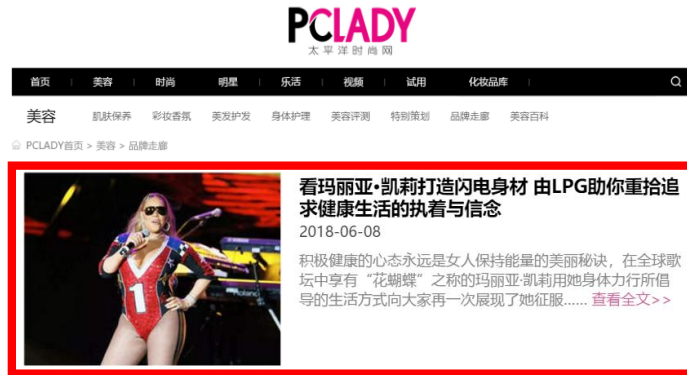 PCLADY
太平洋时尚网
首页 美容 时尚 明星 乐活 视频 试用 化妆品库
美容 肌肤保养 彩妆香氛 美发护发 身体护理 美容评测 特别策划 品牌走廊 美容百科
PCLADY首页 > 美容 > 品牌走廊
看玛丽亚•凯莉打造闪电身材 由LPG助你重拾追
求健康生活的执着与信念
2018-06-08
积极健康的心态永远是女人保持能量的美丽秘诀，在全球歌
坛中享有“花蝴蝶”之称的玛丽亚·凯莉用她身体力行所倡
导的生活方式向大家再一次展现了她征服...... 查看全文>>
1
Roland